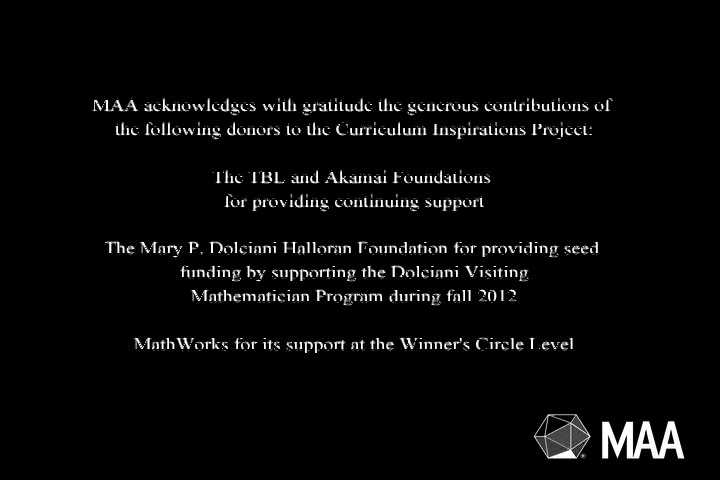 MAA acknowledges with gratitude the generous contributions of
the following donors to the Curriculum Inspirations Project:
The TBL and Akamai Foundations
for providing continuing support
The Mary P. Dolciani Halloran Foundation for providing seed
funding by supporting the Dolciani Visiting
Mathematician Program during fall 2012
MathWorks for its support at the Winner's Circle Level
MAA